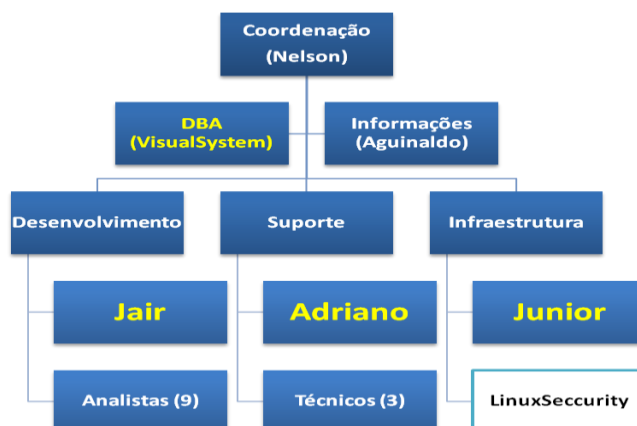 Coordenação
(Nelson)
DBA
(VisualSystem)
Informações
(Aguinaldo)
Desenvolvimento
Suporte
Infraestrutura
Jair
Adriano
Junior
Analistas (9)
Técnicos (3)
LinuxSeccurity